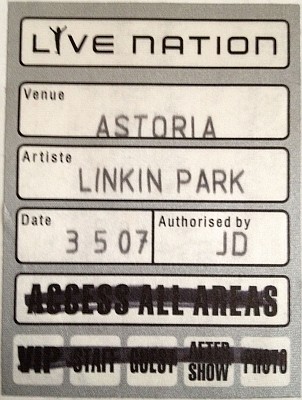 LIVE NATION
Venue
ASTORIA
Artiste
LINKIN PARK
Date Authorised by
3 5 07 JD
ACCESS ALL AREAS
VIP STAFF GUEST AFTER SHOW PHOTO